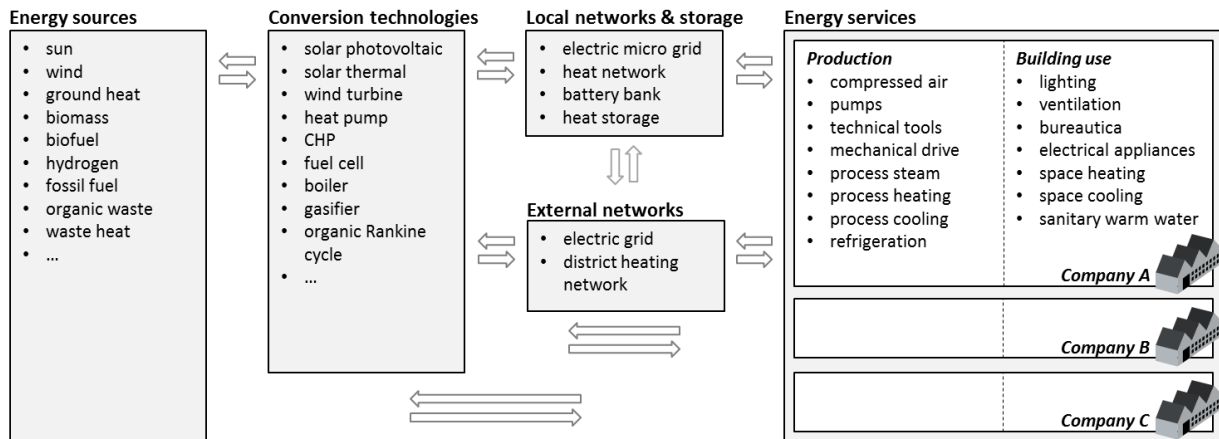 Energy sources
• sun
• wind
• ground heat
• biomass
• biofuel
• hydrogen
• fossil fuel
• organic waste
• waste heat
• ...
Conversion technologies
• solar photovoltaic
• solar thermal
• wind turbine
• heat pump
• CHP
• fuel cell
• boiler
• gasifier
• organic Rankine
cycle
• ...
Local networks & storage
• electric micro grid
• heat network
• battery bank
• heat storage
External networks
• electric grid
• district heating
network
Energy services
Production
• compressed air
• pumps
• technical tools
• mechanical drive
• process steam
• process heating
• process cooling
• refrigeration
Building use
• lighting
• ventilation
• bureautica
• electrical appliances
• space heating
• space cooling
• sanitary warm water
Company A
Company B
Company C